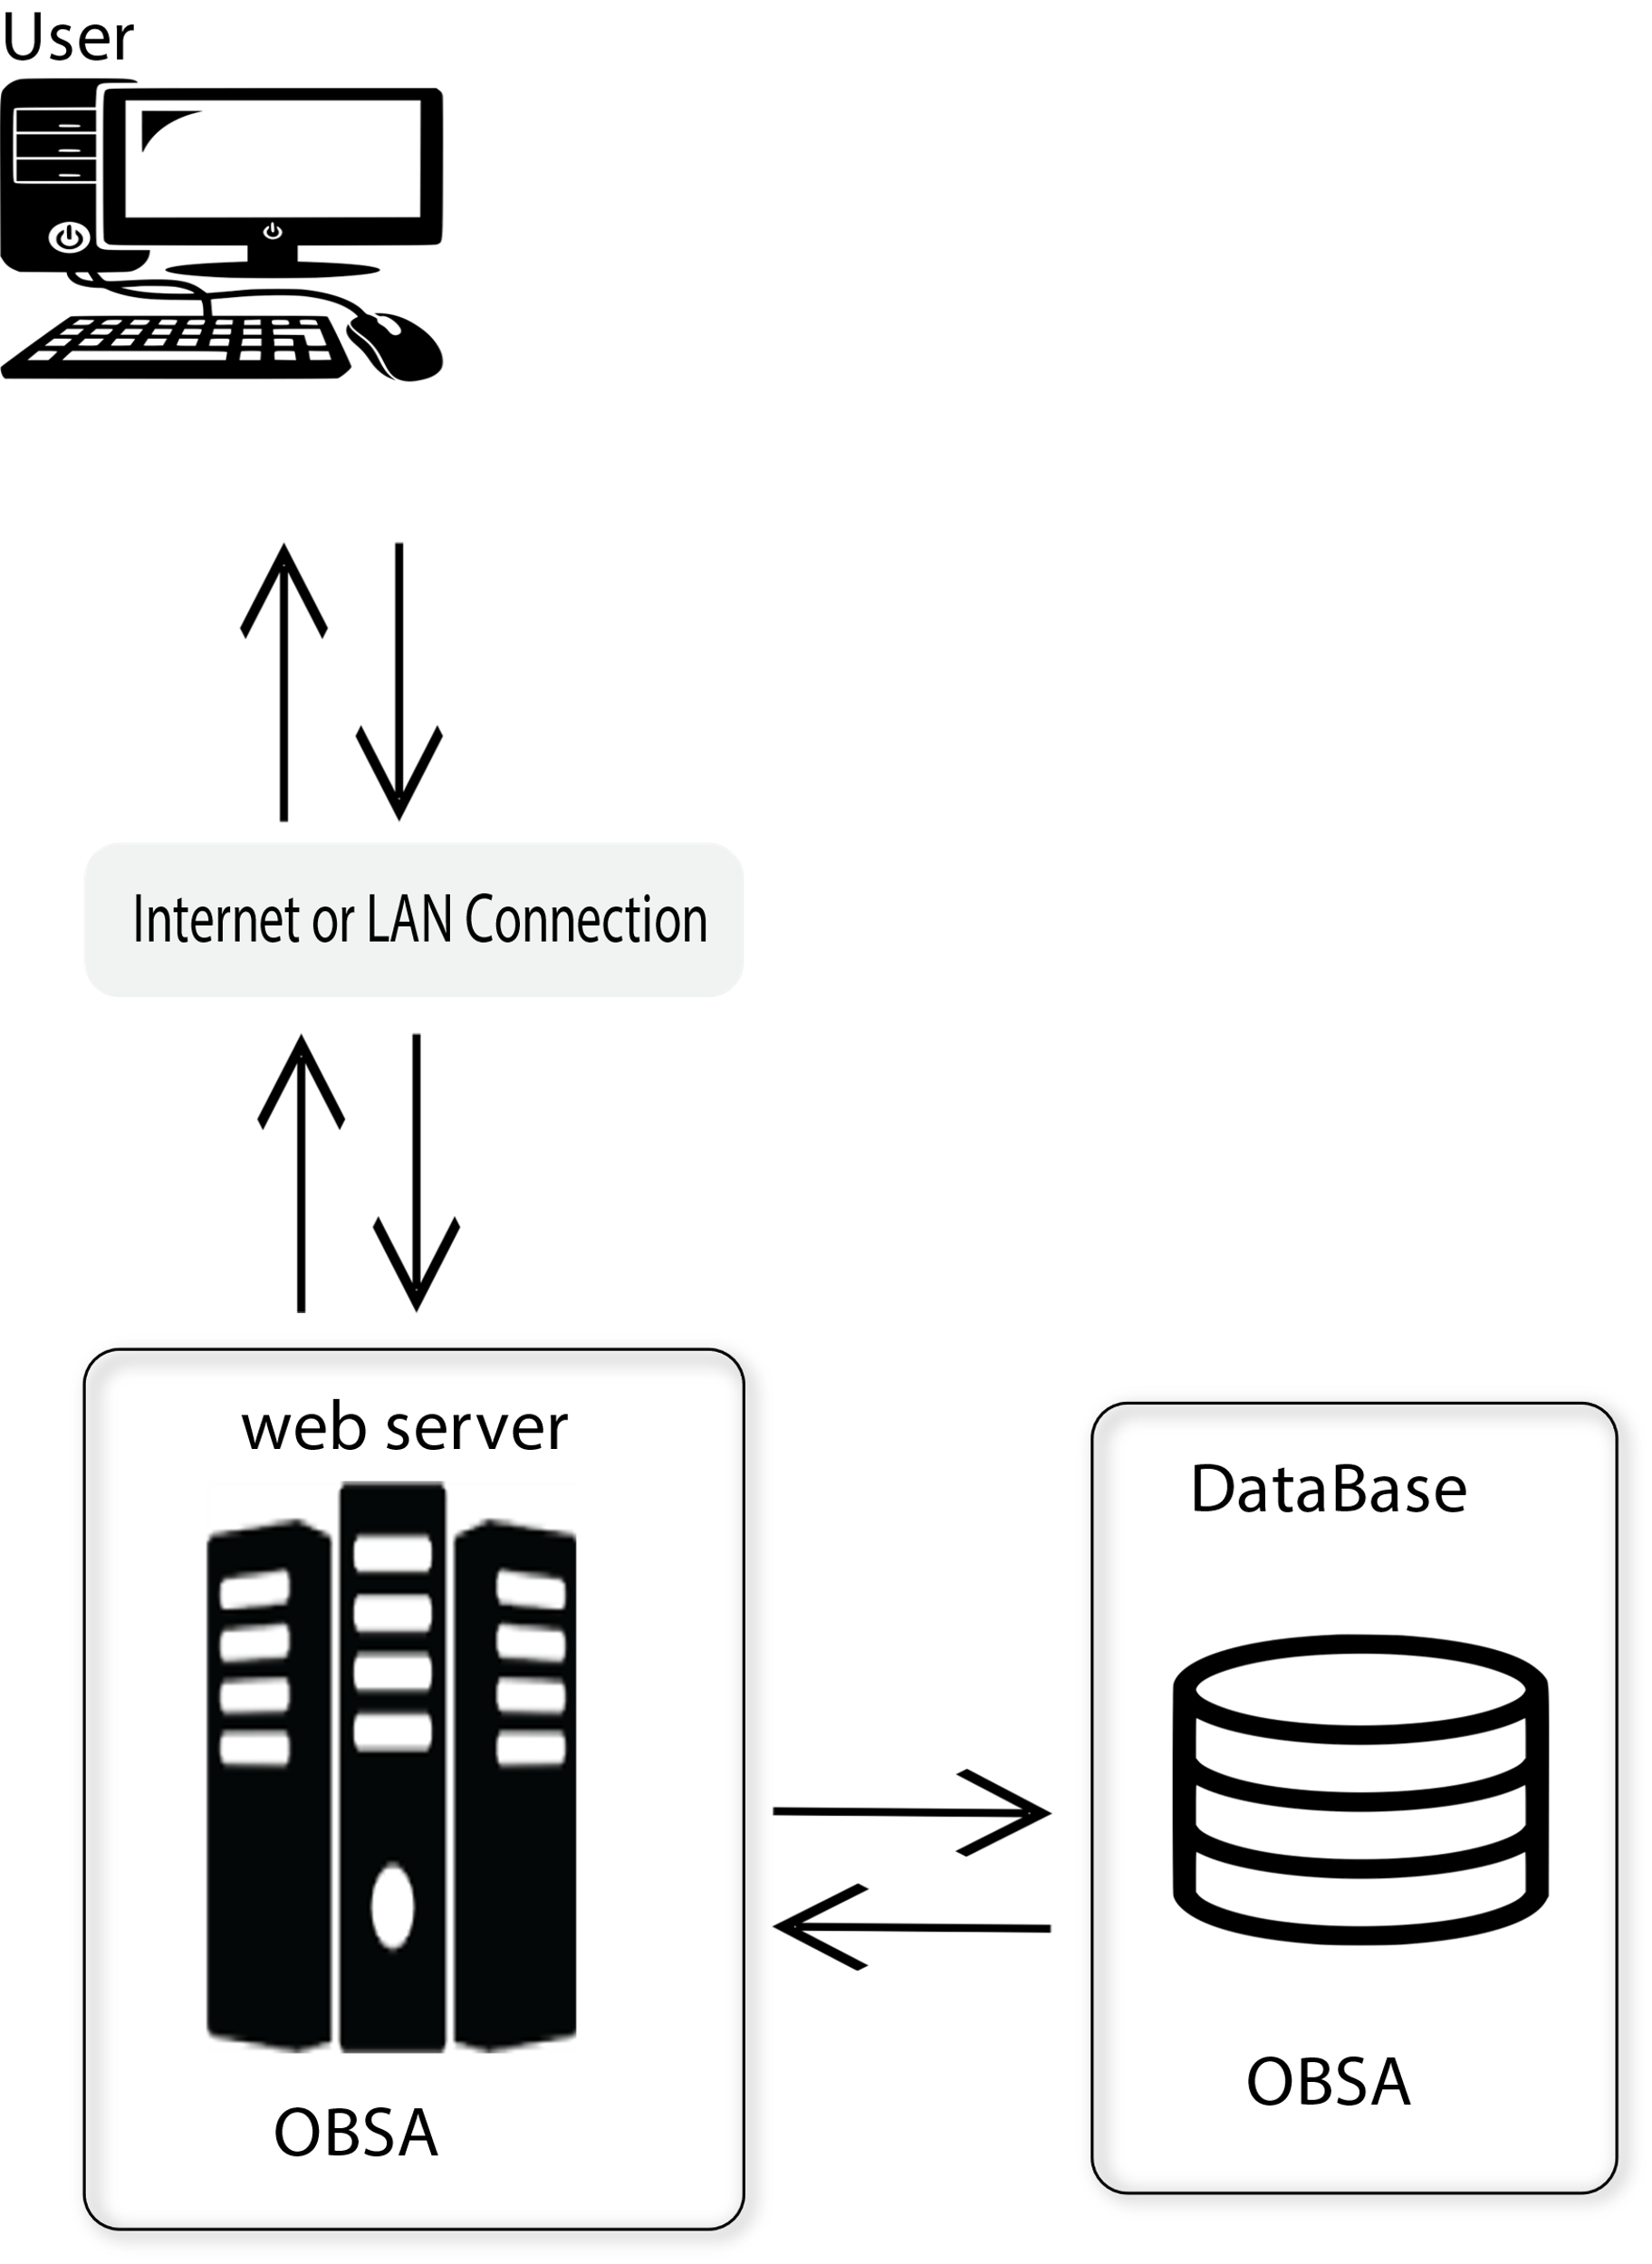 User
Internet or LAN Connection
web server
DataBase
OBSA
OBSA